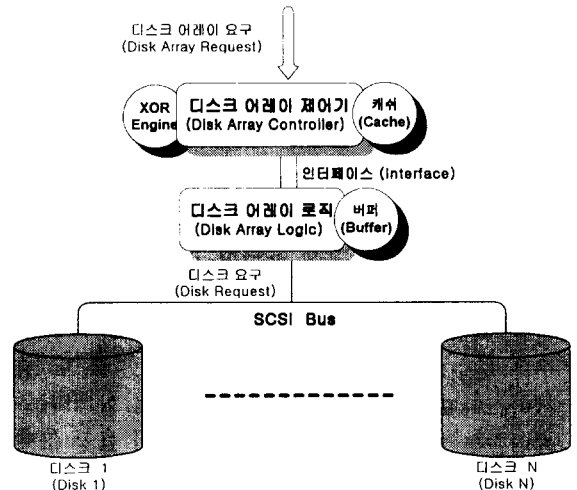 디스크 어레이 요구
(Disk Array Request)
XOR
Engine
디스크 어레이 제어기
(Disk Array Controller)
캐쉬
(Cache)
인터페이스 (Interface)
디스크 어레이 로직
(Disk Array Logic)
버퍼
(Buffer)
디스크 요구
(Disk Request)
SCSI Bus
디스크 1
(Disk 1)
디스크 N
(Disk N)